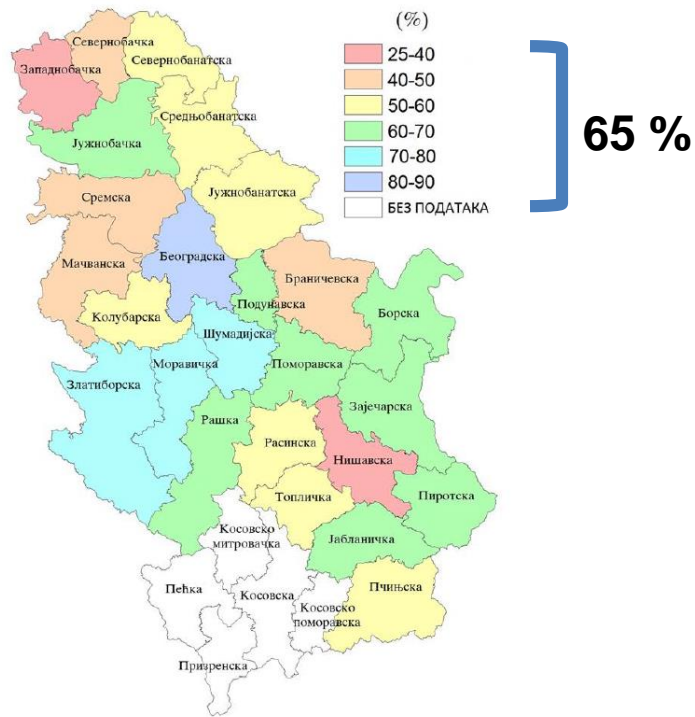 (%)
25-40
40-50
50-60
60-70
70-80
80-90
БЕЗ ПОДАТАКА
65 %
Севернобачка
Западнобачка
Севернобанатска
Средњобанатска
Јужнобачка
Јужнобанатска
Сремска
Београдска
Мачванска
Браничевска
Подунавска
Колубарска
Борска
Шумадијска
Моравичка
Поморавска
Златиборска
Зајечарска
Рашка
Расинска
Нишавска
Топличка
Пиротска
Косовско
митровачка
Јабланичка
Пећка
Косовска
Пчињска
Косовско
поморавска
Призренска